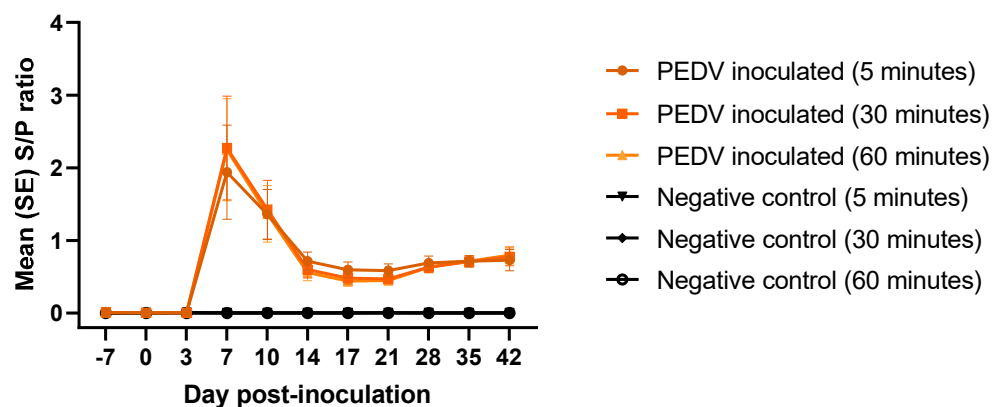 4
3
2
1
0
Mean (SE) S/P ratio
-7 0 3 7 10 14 17 21 28 35 42
Day post-inoculation
PEDV inoculated (5 minutes)
PEDV inoculated (30 minutes)
PEDV inoculated (60 minutes)
Negative control (5 minutes)
Negative control (30 minutes)
Negative control (60 minutes)